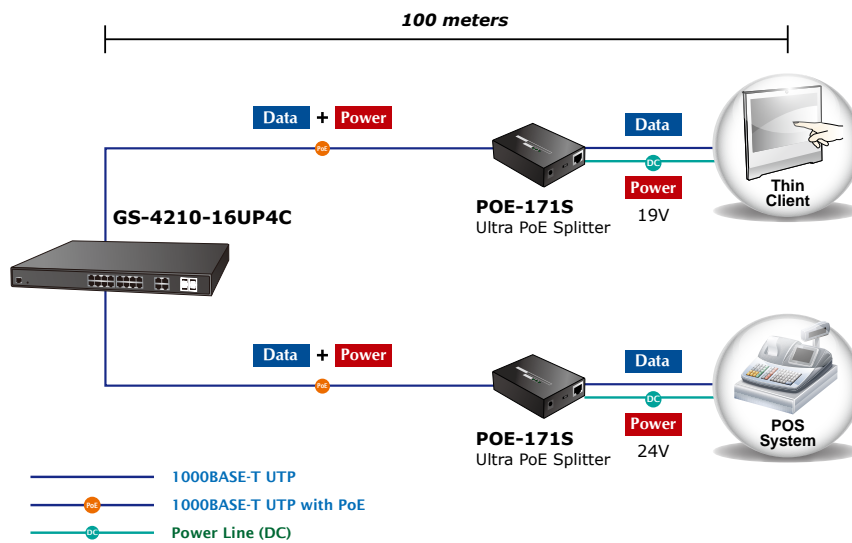 100 meters
Data + Power
PoE
Data
DC
Power
19V
Thin
Client
POE-171S
Ultra PoE Splitter
GS-4210-16UP4C
Data + Power
PoE
Data
DC
Power
24V
POS
System
POE-171S
Ultra PoE Splitter
1000BASE-T UTP
PoE 1000BASE-T UTP with PoE
DC Power Line (DC)